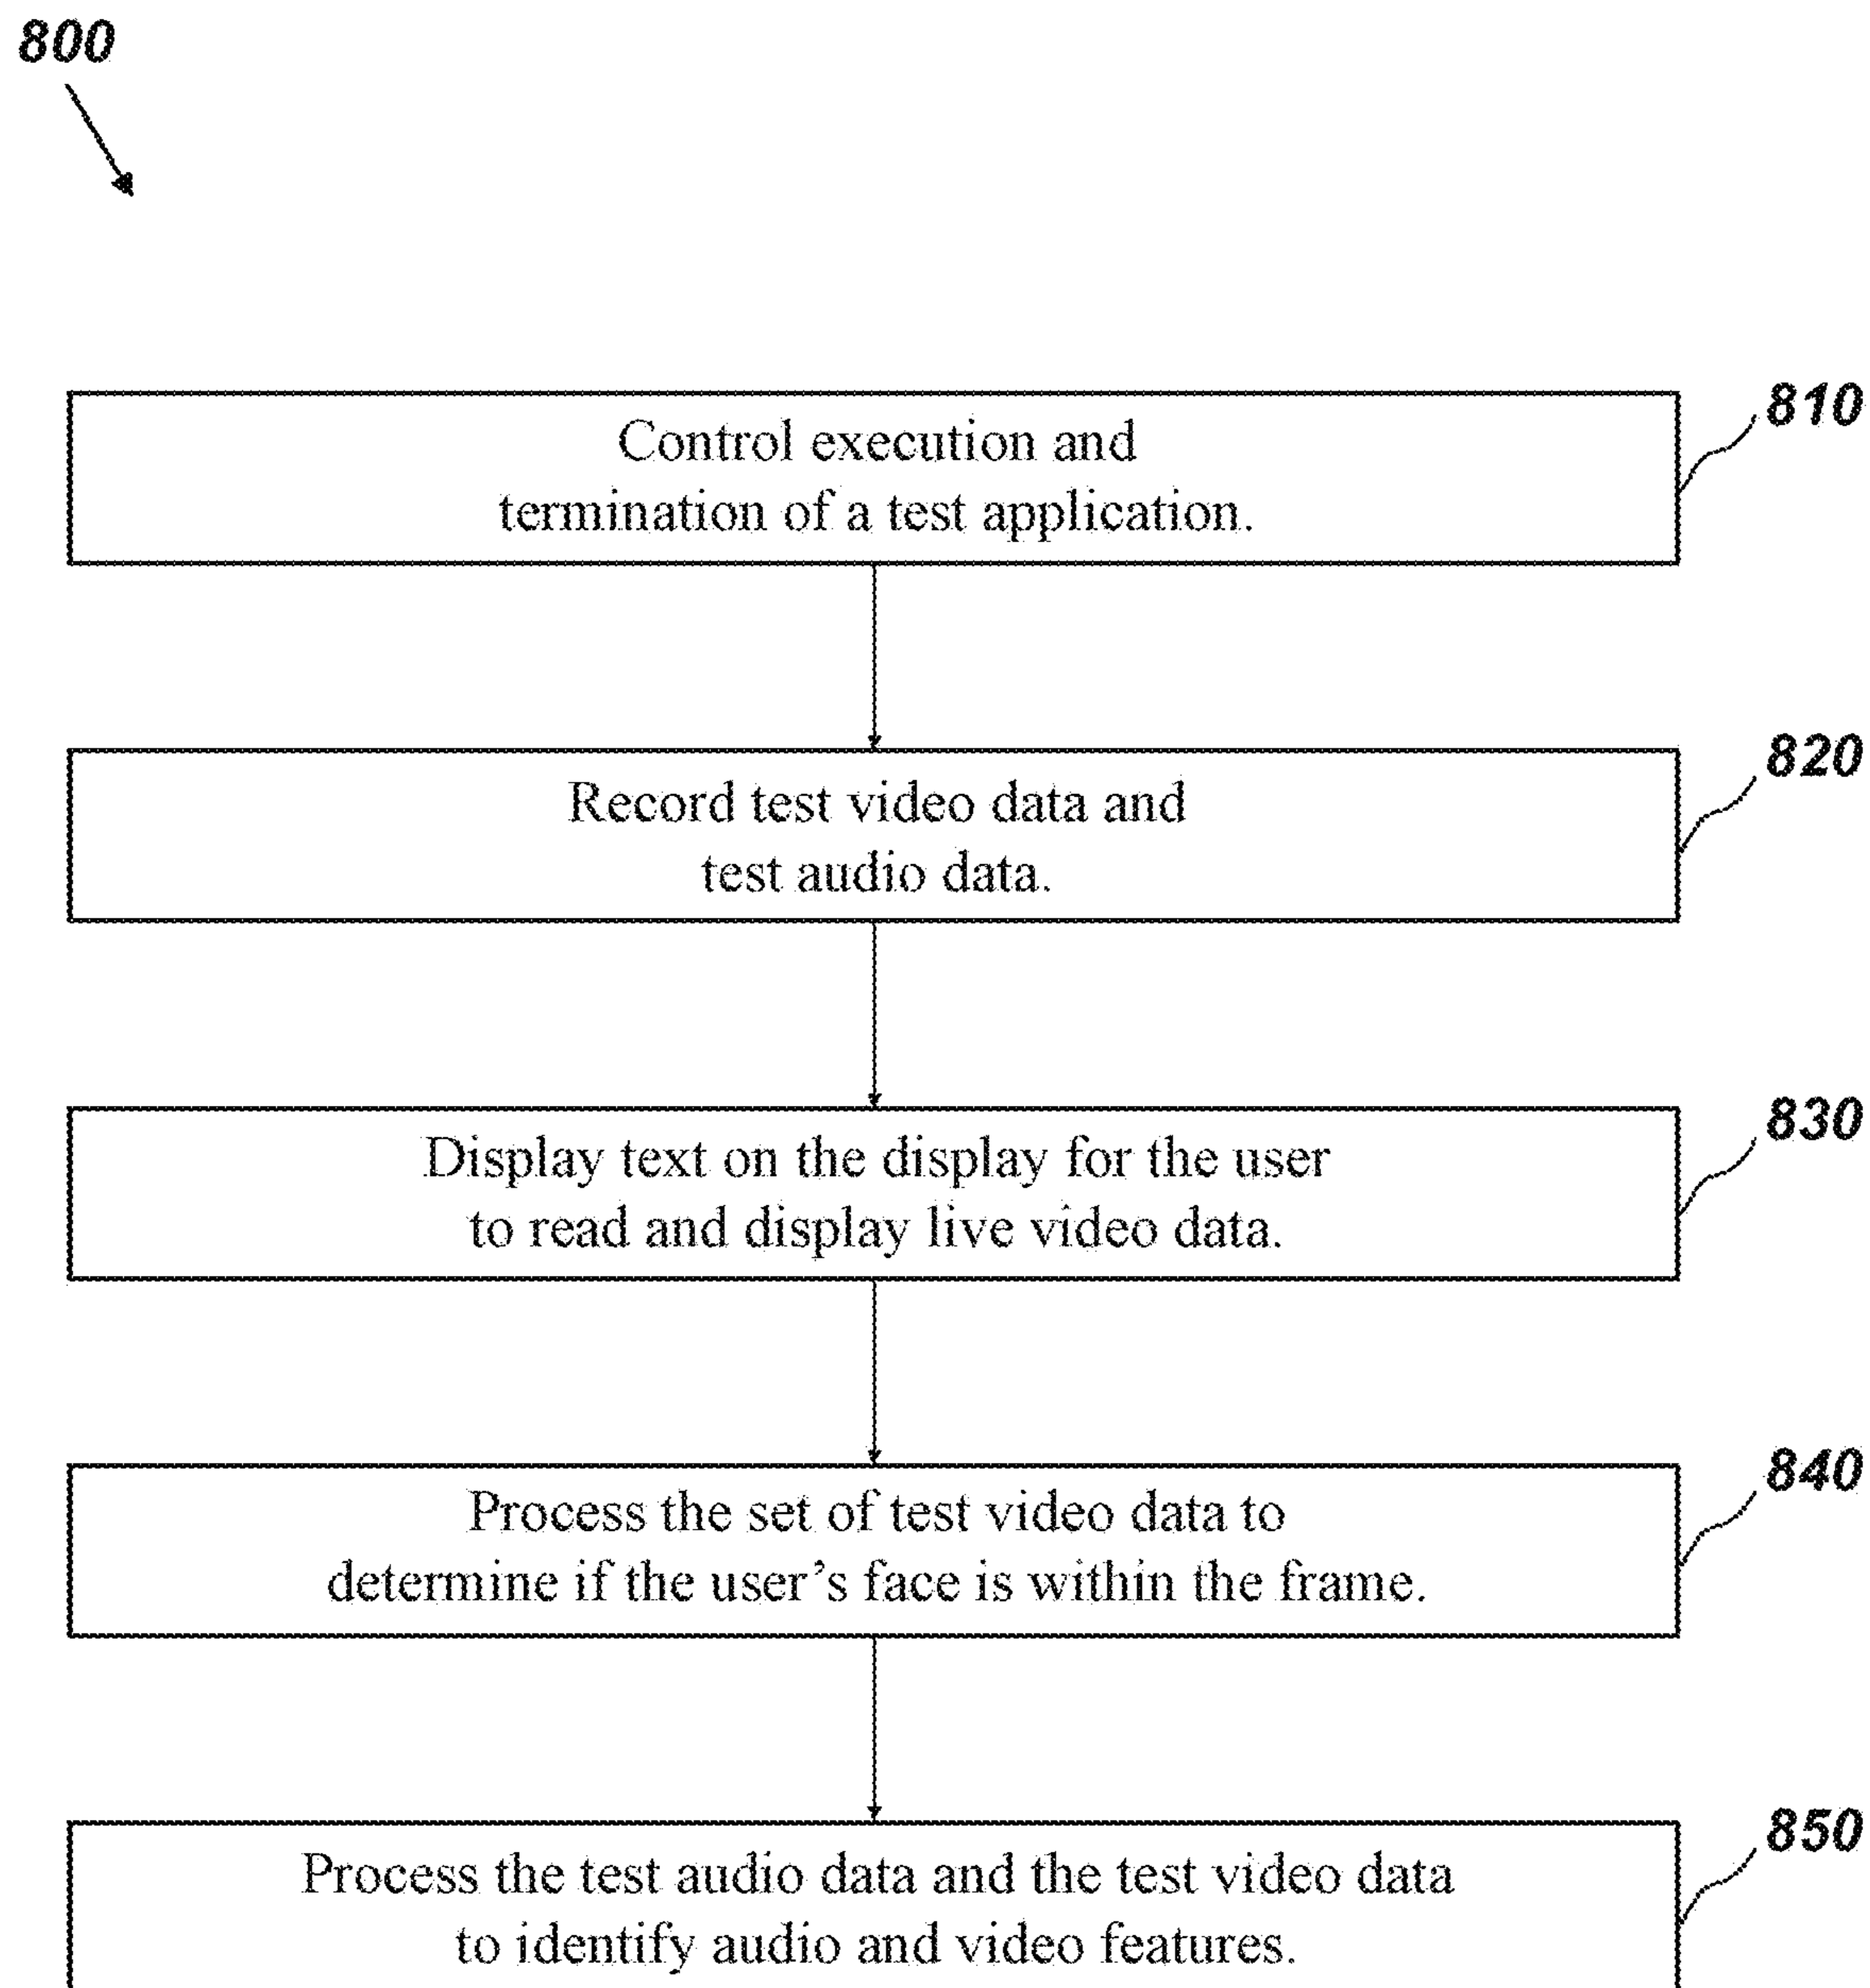 800
810
Control execution and
termination of a test application.
820
Record test video data and
test audio data.
830
Display text on the display for the user
to read and display live video data.
840
Process the set of test video data to
determine if the user’s face is within the frame.
850
Process the test audio data and the test video data
to identify audio and video features.